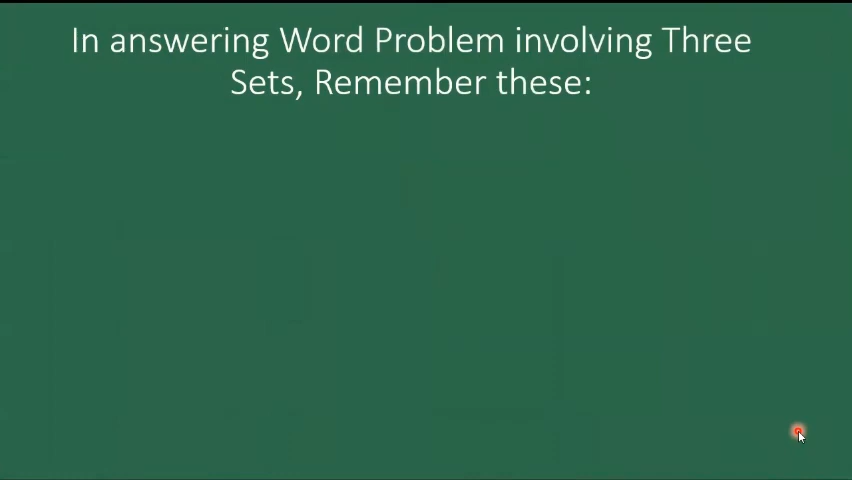 In answering Word Problem involving Three
Sets, Remember these: